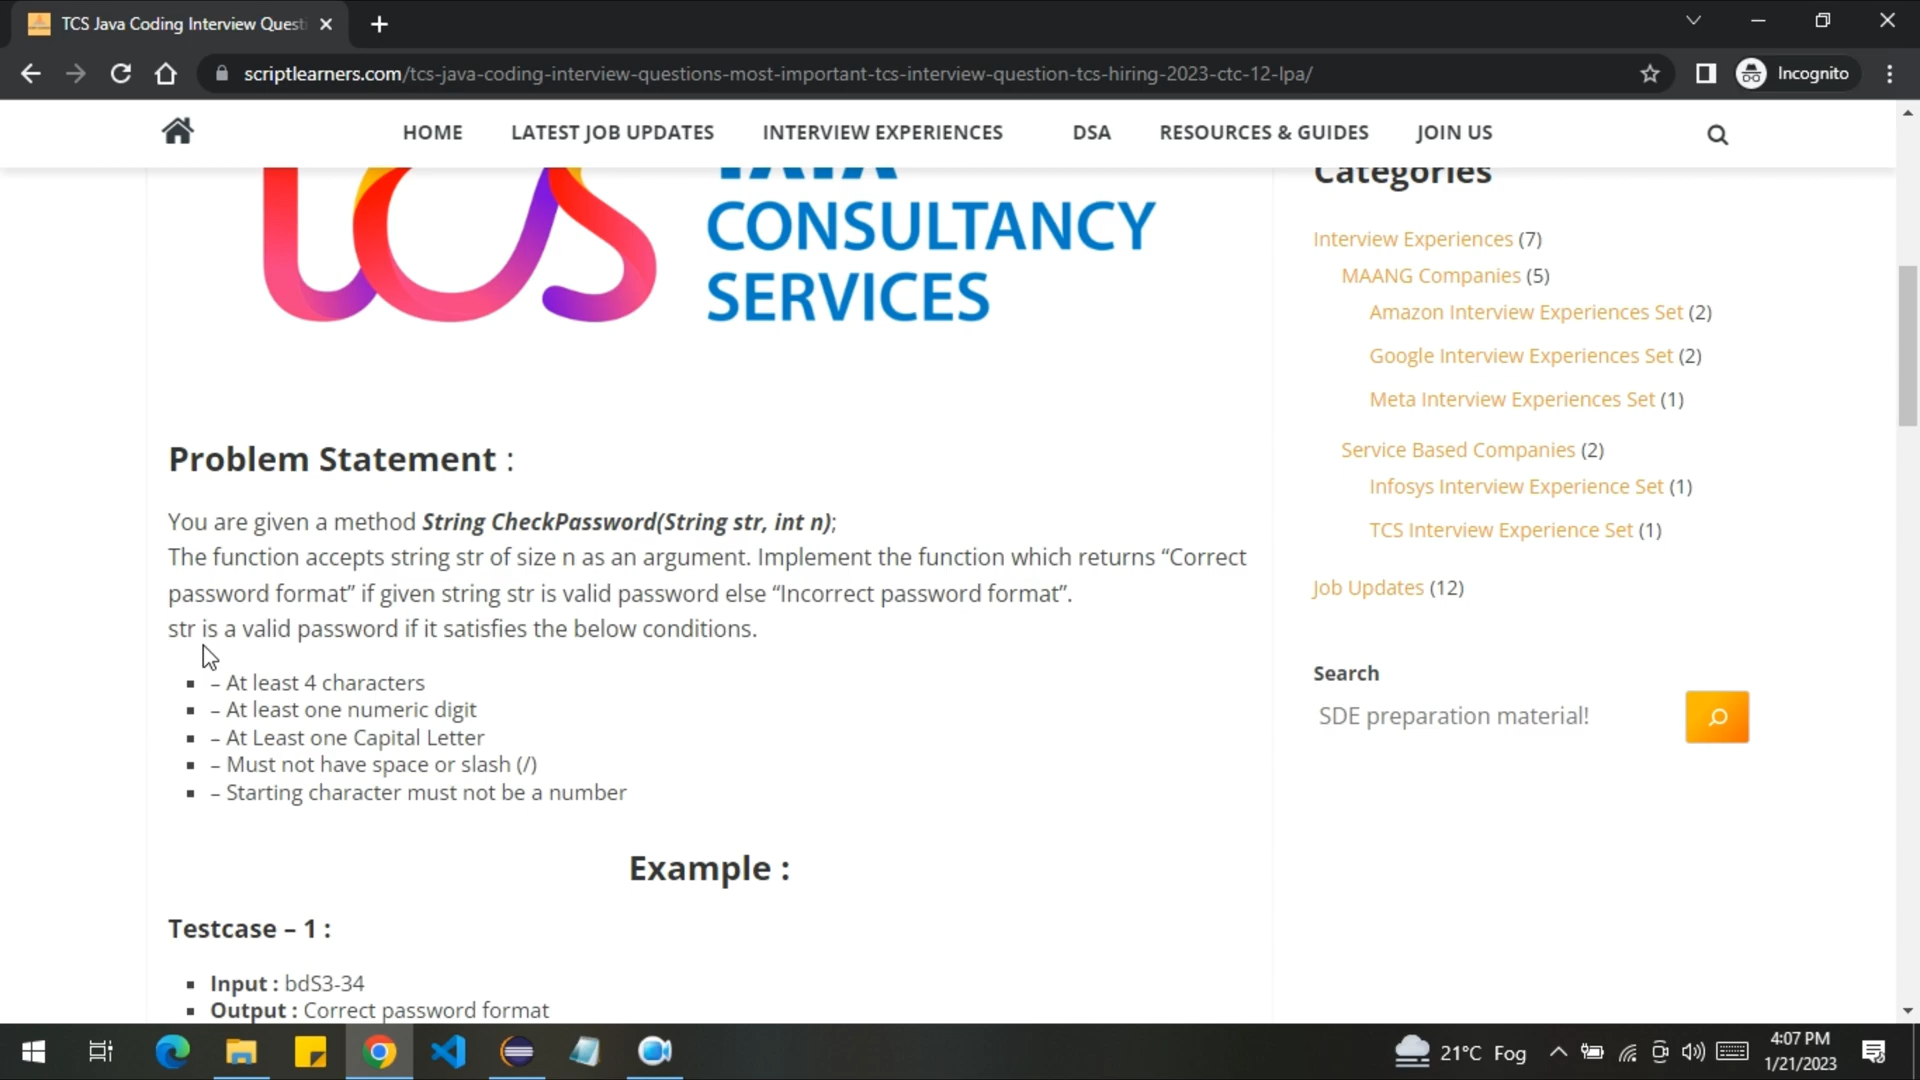 TCS Java Coding Interview Questi
scriptlearners.com/tcs-java-coding-interview-questions-most-important-tcs-interview-question-tcs-hiring-2023-ctc-12-lpa/
Incognito
HOME
LATEST JOB UPDATES
INTERVIEW EXPERIENCES
DSA
RESOURCES & GUIDES
JOIN US
TATA
CONSULTANCY
SERVICES
Problem Statement :
You are given a method String CheckPassword(String str, int n);
The function accepts string str of size n as an argument. Implement the function which returns “Correct
password format” if given string str is valid password else “Incorrect password format”.
str is a valid password if it satisfies the below conditions.
– At least 4 characters
– At least one numeric digit
– At Least one Capital Letter
– Must not have space or slash (/)
– Starting character must not be a number
Example :
Testcase – 1 :
Input : bdS3-34
Output : Correct password format
Categories
Interview Experiences (7)
MAANG Companies (5)
Amazon Interview Experiences Set (2)
Google Interview Experiences Set (2)
Meta Interview Experiences Set (1)
Service Based Companies (2)
Infosys Interview Experience Set (1)
TCS Interview Experience Set (1)
Job Updates (12)
Search
SDE preparation material!
21°C Fog
4:07 PM
1/21/2023